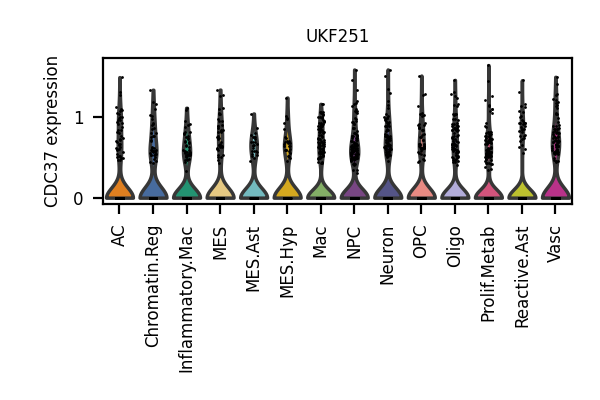 UKF251
CDC37 expression
1
0
AC
Chromatin.Reg
Inflammatory.Mac
MES
MES.Ast
MES.Hyp
Mac
NPC
Neuron
OPC
Oligo
Prolif.Metab
Reactive.Ast
Vasc